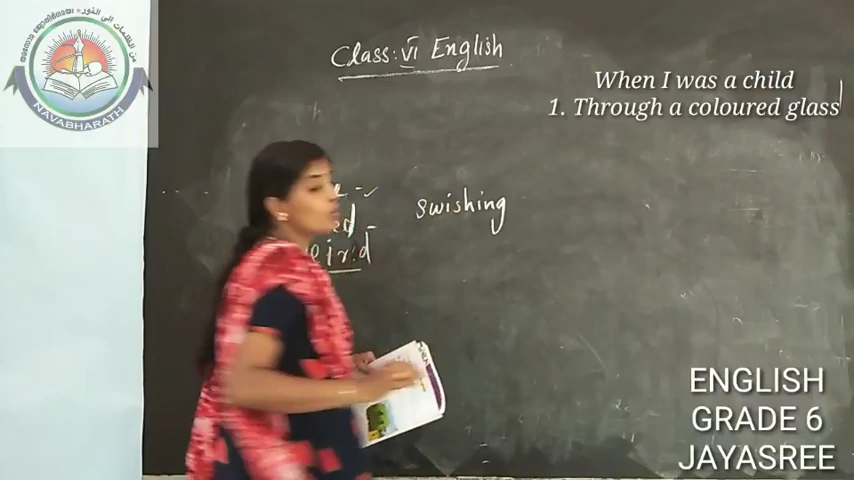 Class: VI English
When I was a child
1. Through a coloured glass
swishing
NAVABHARATH
ENGLISH
GRADE 6
JAYASREE